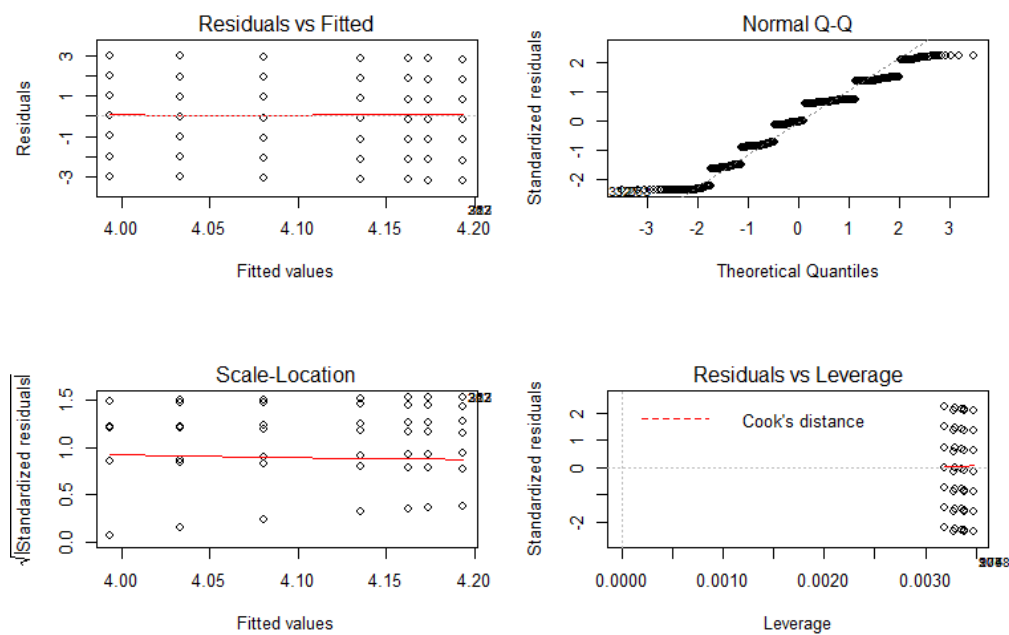 Residuals vs Fitted
Residuals
3
1
-1
-3
4.00
4.05
4.10
4.15
4.20
Fitted values
Normal Q-Q
Standardized residuals
2
1
0
-1
-2
-3
-2
-1
0
1
2
3
Theoretical Quantiles
Scale-Location
√|Standardized residuals|
1.5
1.0
0.5
0.0
4.00
4.05
4.10
4.15
4.20
Fitted values
Residuals vs Leverage
Standardized residuals
2
1
0
-2
Cook's distance
0.0000
0.0010
0.0020
0.0030
Leverage